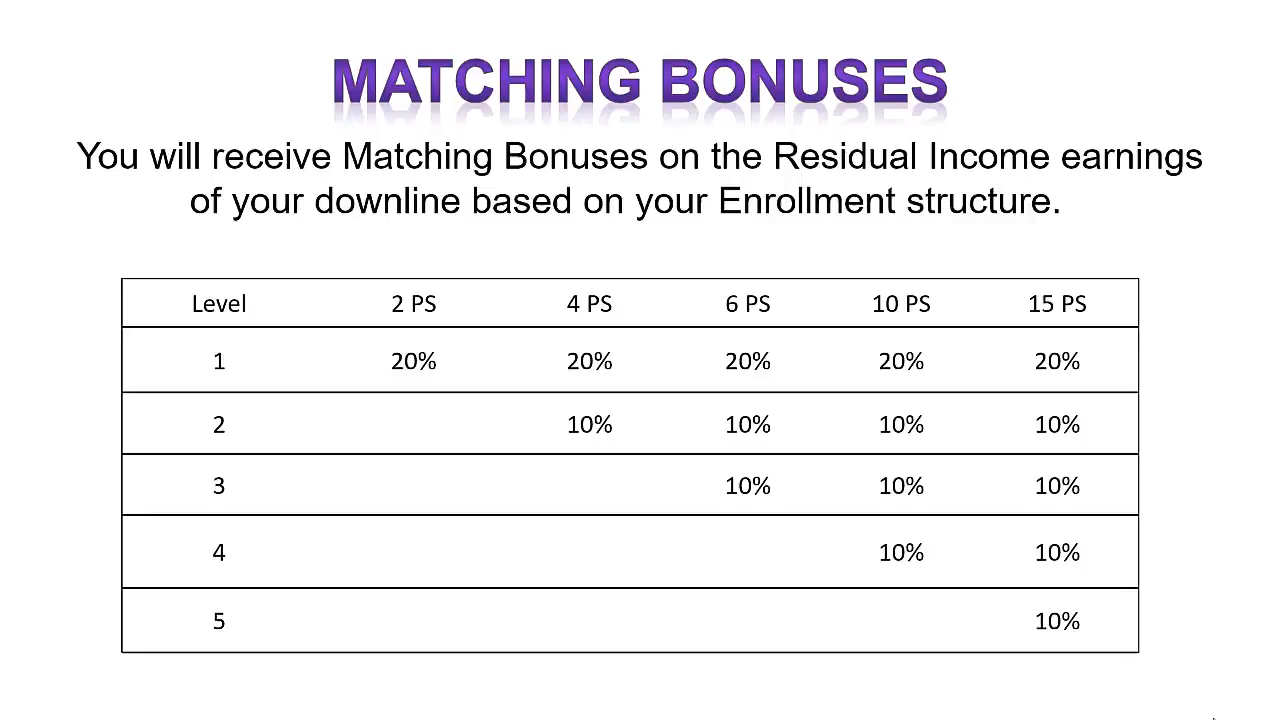 MATCHING BONUSES
You will receive Matching Bonuses on the Residual Income earnings
of your downline based on your Enrollment structure.
Level 2 PS 4 PS 6 PS 10 PS 15 PS
1 20% 20% 20% 20% 20%
2 10% 10% 10% 10%
3 10% 10% 10%
4 10% 10%
5 10%